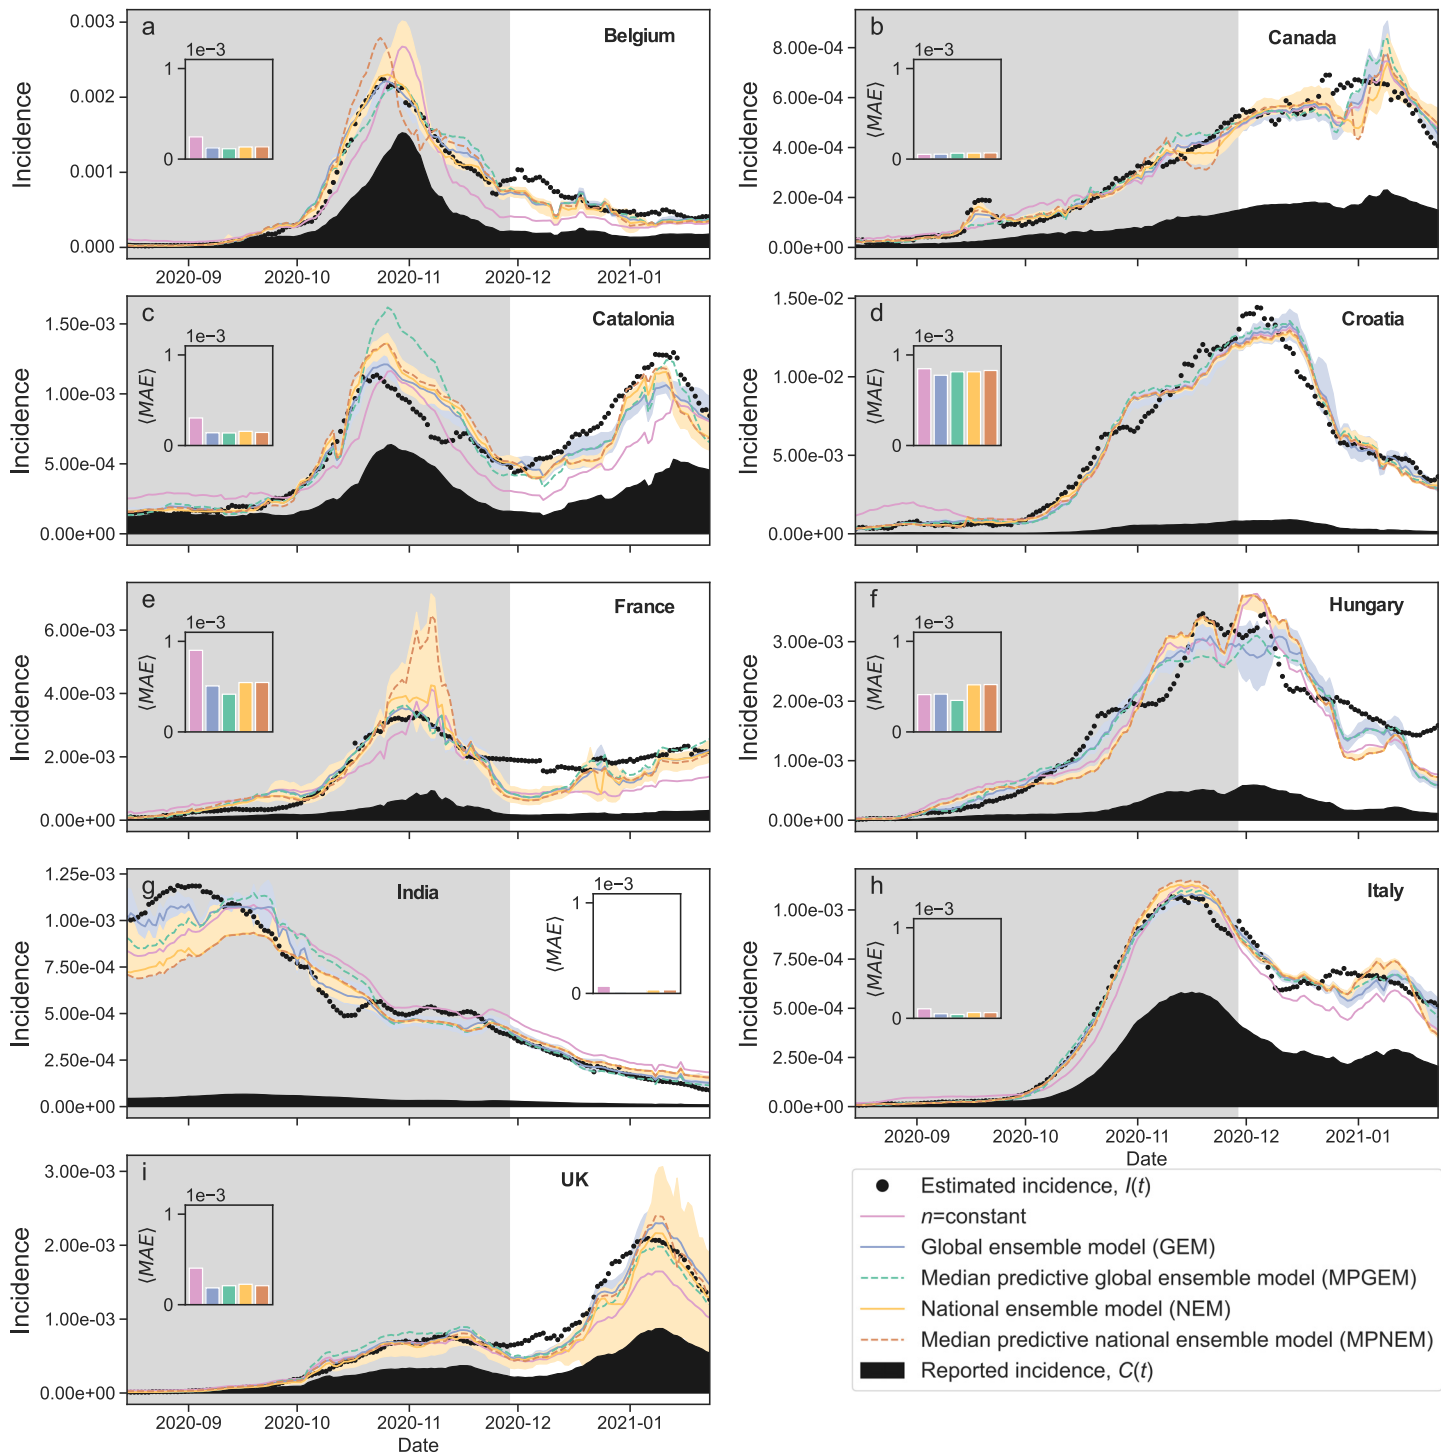 a
Belgium
1e−3
1
0
0.003
0.002
0.001
0.000
Incidence
2020-09
2020-10
2020-11
2020-12
2021-01
b
Canada
1e−3
1
0
⟨MAE⟩
8.00e−04
6.00e−04
4.00e−04
2.00e−04
0.00e+00
Incidence
c
Catalonia
1e−3
1
0
⟨MAE⟩
1.50e−03
1.00e−03
5.00e−04
0.00e+00
Incidence
d
Croatia
1e−3
1
0
⟨MAE⟩
1.50e−02
1.00e−02
5.00e−03
0.00e+00
Incidence
e
France
1e−3
1
0
⟨MAE⟩
6.00e−03
4.00e−03
2.00e−03
0.00e+00
Incidence
f
Hungary
1e−3
1
0
⟨MAE⟩
3.00e−03
2.00e−03
1.00e−03
0.00e+00
Incidence
g
India
1e−3
1
0
⟨MAE⟩
1.25e−03
1.00e−03
7.50e−04
5.00e−04
2.50e−04
0.00e+00
Incidence
h
Italy
1e−3
1
0
⟨MAE⟩
1.00e−03
7.50e−04
5.00e−04
2.50e−04
0.00e+00
Incidence
2020-09
2020-10
2020-11
2020-12
2021-01
Date
i
UK
1e−3
1
0
⟨MAE⟩
3.00e−03
2.00e−03
1.00e−03
0.00e+00
Incidence
2020-09
2020-10
2020-11
2020-12
2021-01
Date
Estimated incidence, I(t)
n=constant
Global ensemble model (GEM)
Median predictive global ensemble model (MPGEM)
National ensemble model (NEM)
Median predictive national ensemble model (MPNEM)
Reported incidence, C(t)